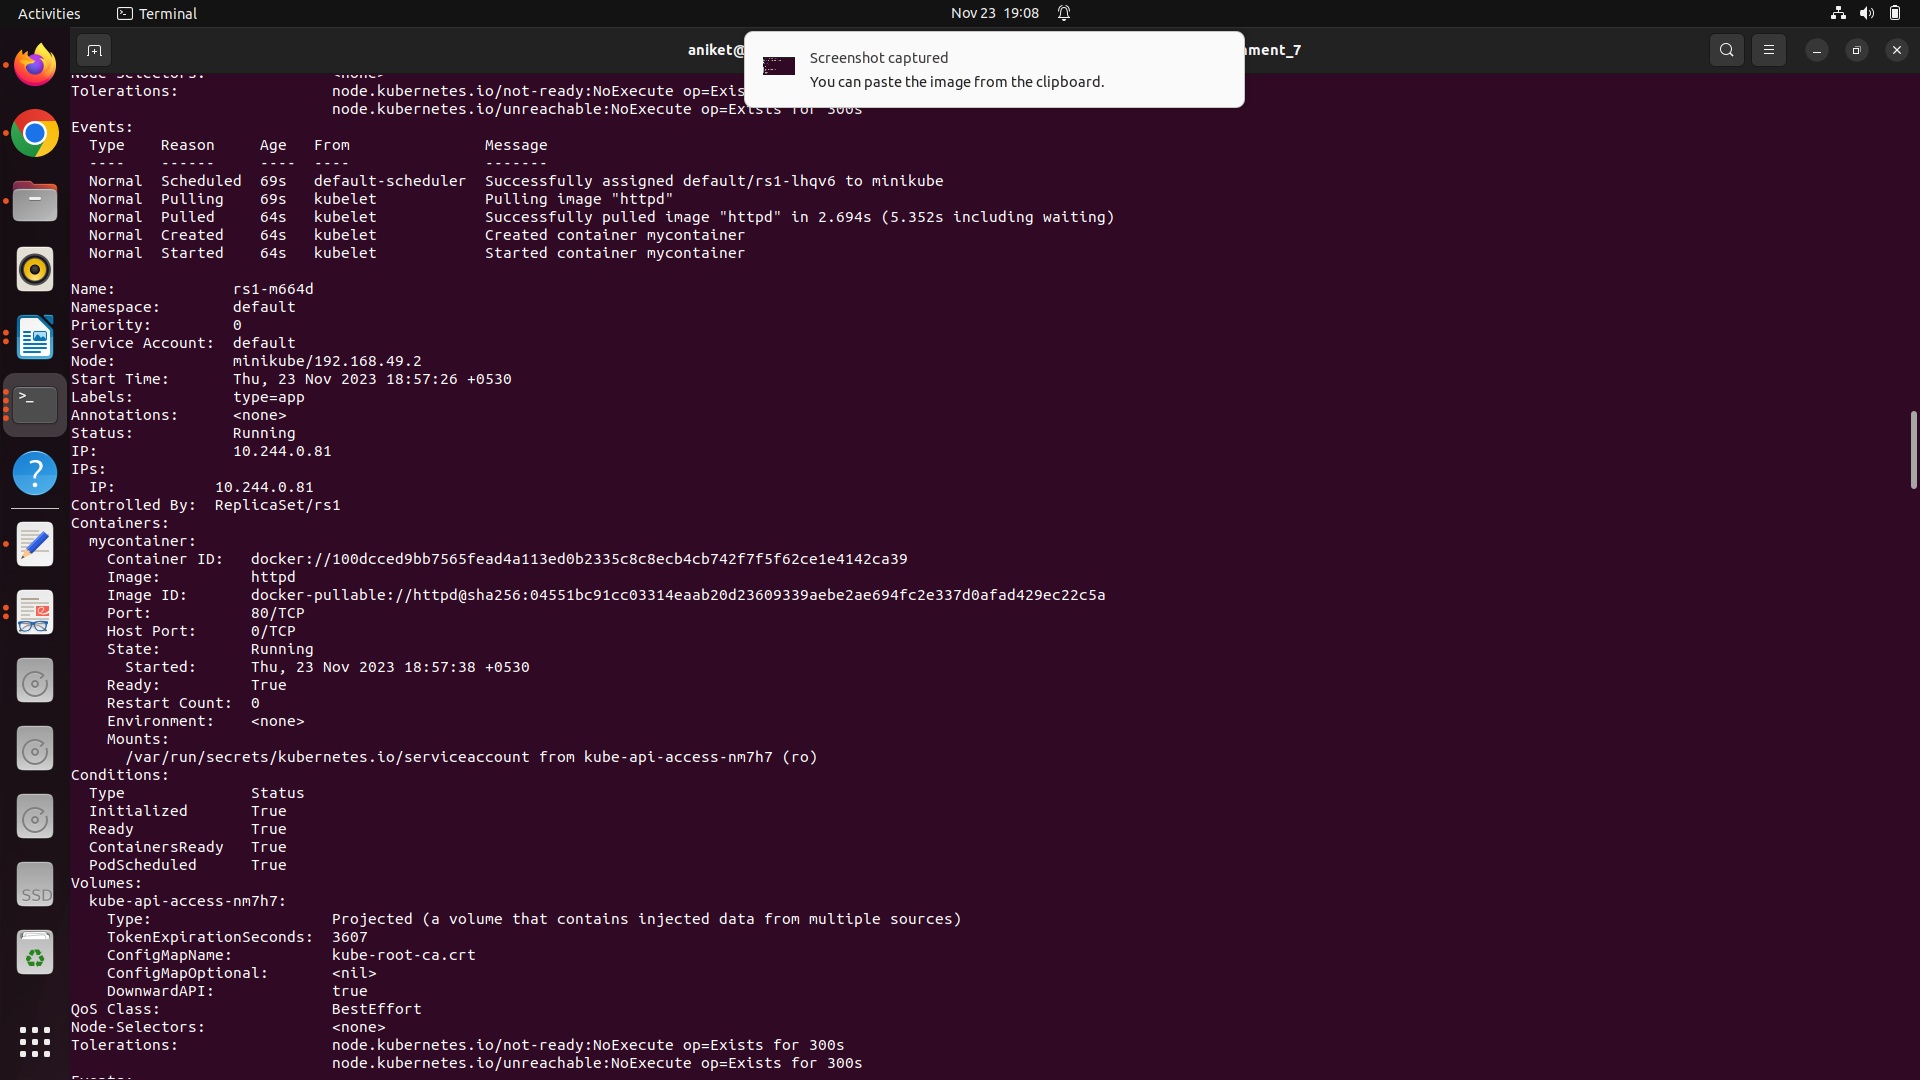 Activities
Terminal
Nov 23 19:08
aniket@
nment_7
Screenshot captured
You can paste the image from the clipboard.
Node-Selectors:             <none>
Tolerations:                 node.kubernetes.io/not-ready:NoExecute op=Exis
                             node.kubernetes.io/unreachable:NoExecute op=Exists for 300s
Events:
  Type    Reason     Age   From               Message
  ----    ------     ----  ----               -------
  Normal  Scheduled  69s   default-scheduler  Successfully assigned default/rs1-lhqv6 to minikube
  Normal  Pulling    69s   kubelet            Pulling image "httpd"
  Normal  Pulled     64s   kubelet            Successfully pulled image "httpd" in 2.694s (5.352s including waiting)
  Normal  Created    64s   kubelet            Created container mycontainer
  Normal  Started    64s   kubelet            Started container mycontainer
Name:             rs1-m664d
Namespace:        default
Priority:         0
Service Account:  default
Node:             minikube/192.168.49.2
Start Time:       Thu, 23 Nov 2023 18:57:26 +0530
Labels:           type=app
Annotations:      <none>
Status:           Running
IP:               10.244.0.81
IPs:
  IP:           10.244.0.81
Controlled By:  ReplicaSet/rs1
Containers:
  mycontainer:
    Container ID:   docker://100dcced9bb7565fead4a113ed0b2335c8c8ecb4cb742f7f5f62ce1e4142ca39
    Image:          httpd
    Image ID:       docker-pullable://httpd@sha256:04551bc91cc03314eaab20d23609339aebe2ae694fc2e337d0afad429ec22c5a
    Port:           80/TCP
    Host Port:      0/TCP
    State:          Running
      Started:      Thu, 23 Nov 2023 18:57:38 +0530
    Ready:          True
    Restart Count:  0
    Environment:    <none>
    Mounts:
      /var/run/secrets/kubernetes.io/serviceaccount from kube-api-access-nm7h7 (ro)
Conditions:
  Type              Status
  Initialized       True
  Ready             True
  ContainersReady   True
  PodScheduled      True
Volumes:
  kube-api-access-nm7h7:
    Type:                    Projected (a volume that contains injected data from multiple sources)
    TokenExpirationSeconds:  3607
    ConfigMapName:           kube-root-ca.crt
    ConfigMapOptional:       <nil>
    DownwardAPI:             true
QoS Class:                   BestEffort
Node-Selectors:              <none>
Tolerations:                 node.kubernetes.io/not-ready:NoExecute op=Exists for 300s
                             node.kubernetes.io/unreachable:NoExecute op=Exists for 300s
Events:
SSD